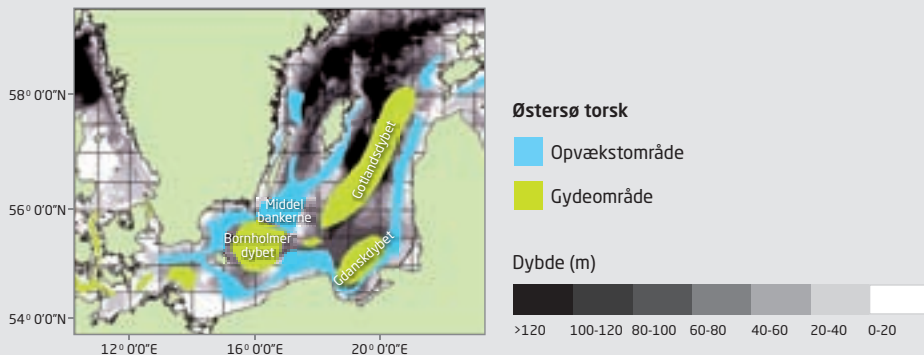 58° 0'0"N
56° 0'0"N
54° 0'0"N
12° 0'0"E
16° 0'0"E
20° 0'0"E
Gotlandsdybet
Middel
bankerne
Bornholmer
dybet
Gdanskdybet
Østersø torsk
Opvækstområde
Gydeområde
Dybde (m)
>120 100-120 80-100 60-80 40-60 20-40 0-20